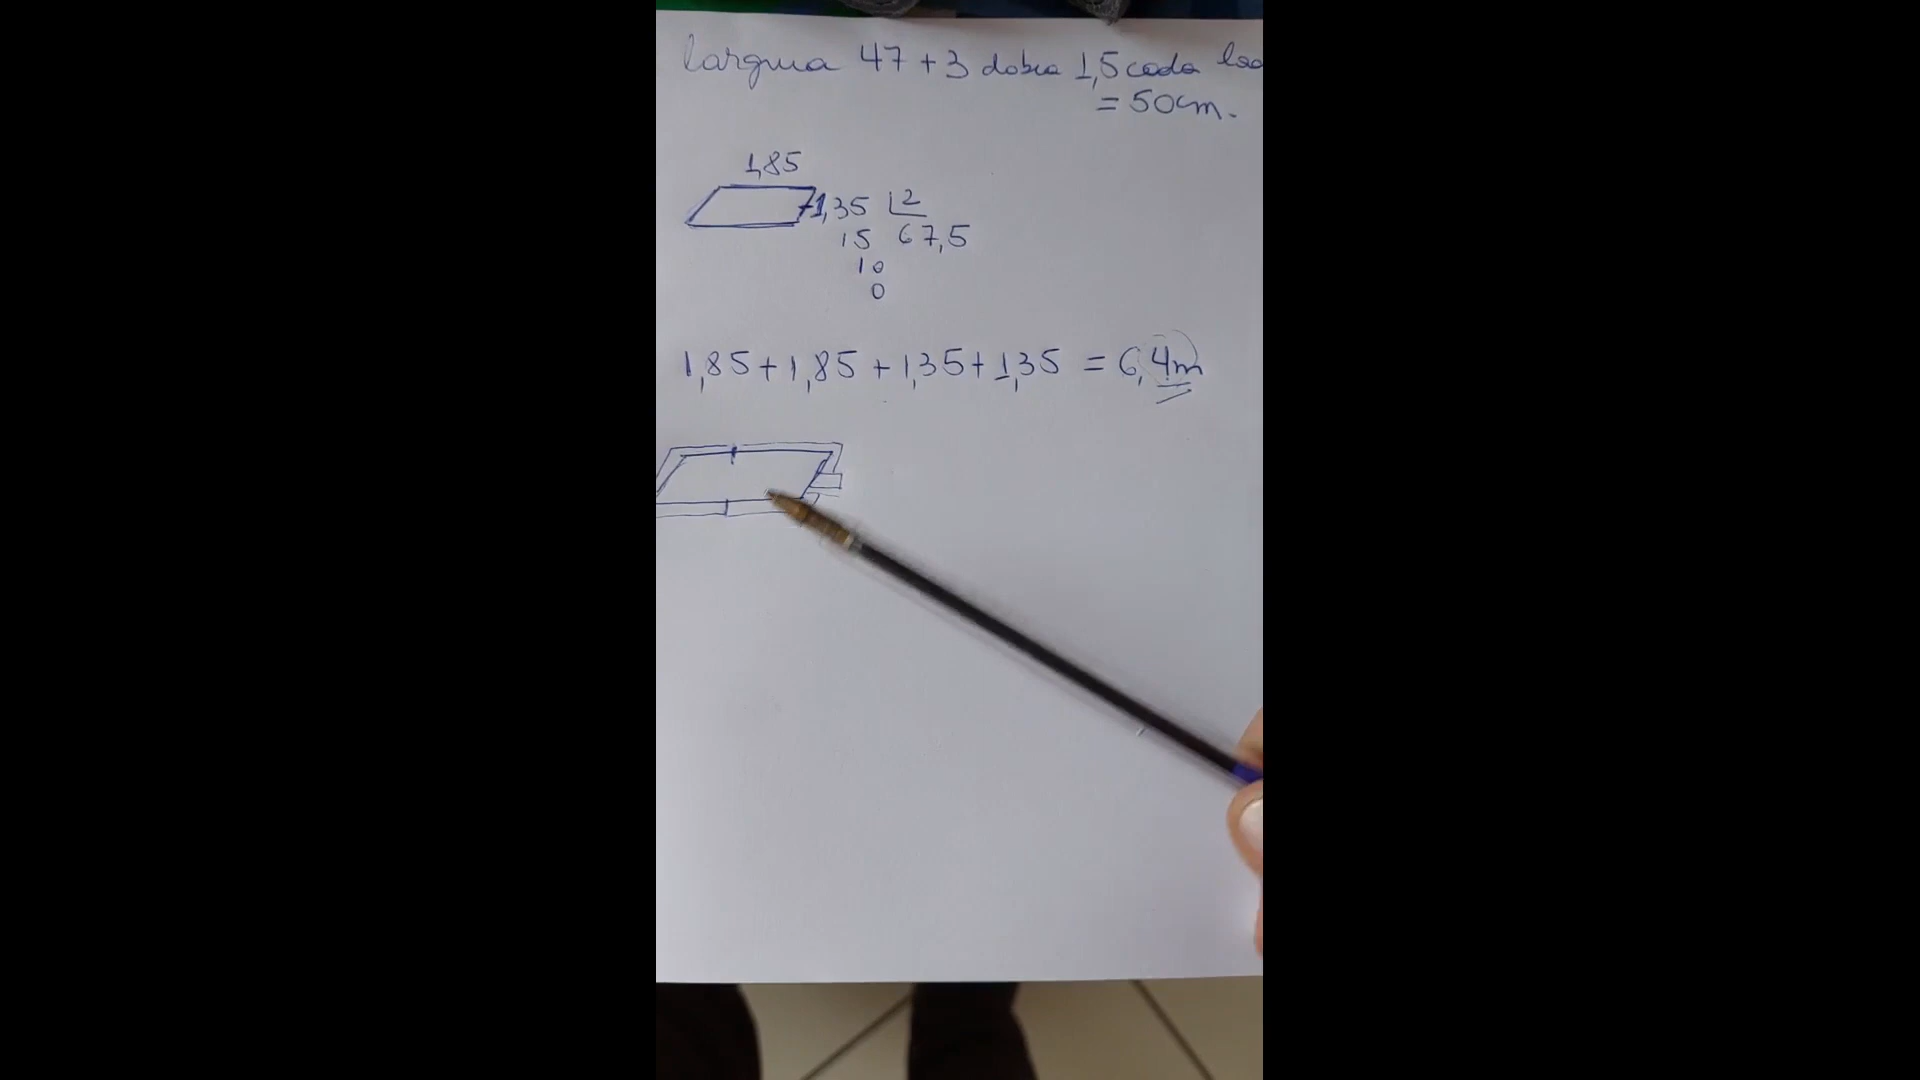 largura 47 + 3 dobra 1,5 cada
= 50cm.
1,85
1,35 2
15 67,5
10
0
1,85 + 1,85 + 1,35 + 1,35 = 6,4m